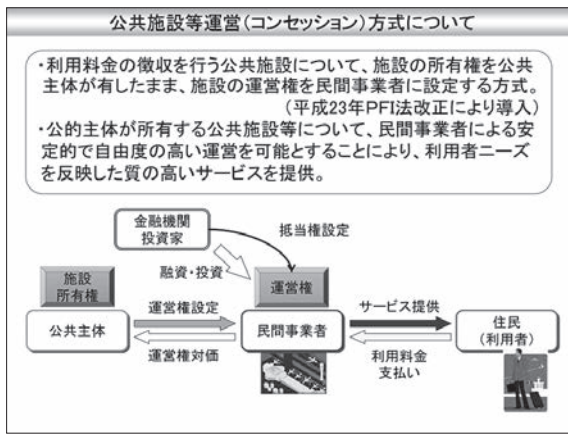 公共施設等運営(コンセッション)方式について
・利用料金の徴収を行う公共施設について、施設の所有権を公共
主体が有したまま、施設の運営権を民間事業者に設定する方式。
(平成23年PFI法改正により導入)
・公的主体が所有する公共施設等について、民間事業者による安
定的で自由度の高い運営を可能とすることにより、利用者ニーズ
を反映した質の高いサービスを提供。
金融機関
投資家
抵当権設定
融資・投資
施設
所有権
運営権
公共主体
運営権設定
運営権対価
民間事業者
サービス提供
利用料金
支払い
住民
(利用者)